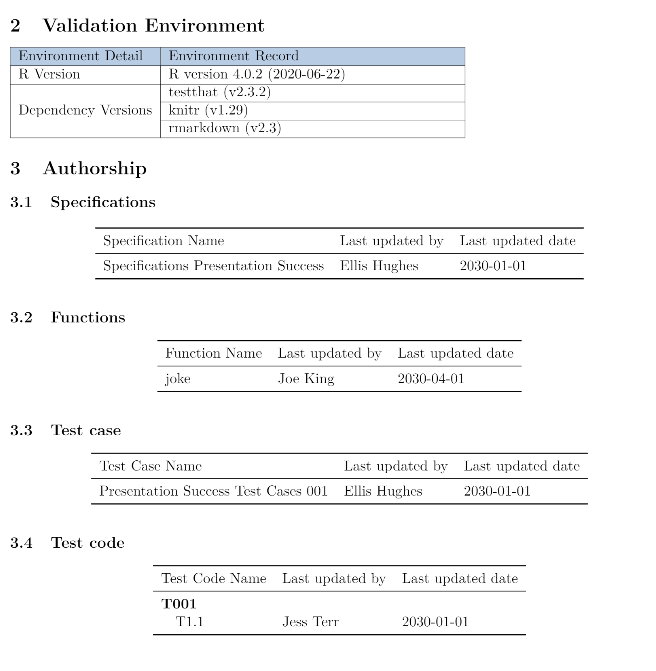 2 Validation Environment
Environment Detail Environment Record
R Version R version 4.0.2 (2020-06-22)
testthat (v2.3.2)
Dependency Versions knitr (v1.29)
rmarkdown (v2.3)
3 Authorship
3.1 Specifications
Specification Name Last updated by Last updated date
Specifications Presentation Success Ellis Hughes 2030-01-01
3.2 Functions
Function Name Last updated by Last updated date
joke Joe King 2030-04-01
3.3 Test case
Test Case Name Last updated by Last updated date
Presentation Success Test Cases 001 Ellis Hughes 2030-01-01
3.4 Test code
Test Code Name Last updated by Last updated date
T001
T1.1 Jess Terr 2030-01-01